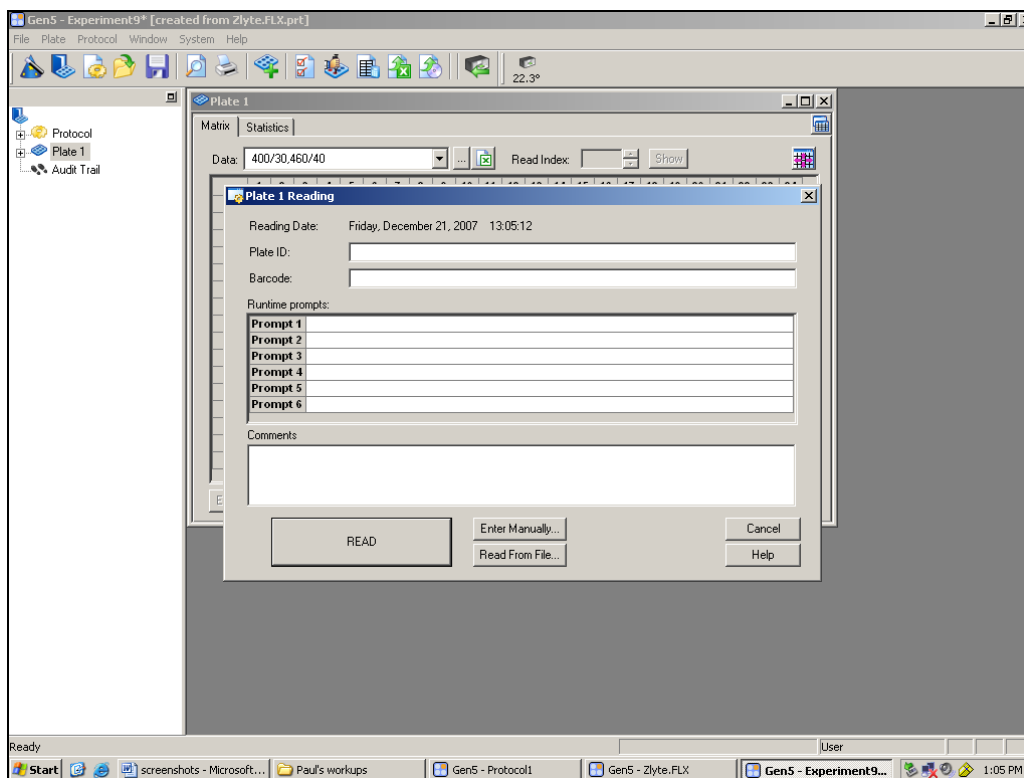 Gen5 - Experiment9* [created from Zlyte.FLX.prt]
File Plate Protocol Window System Help
22.3°
Protocol
Plate 1
Audit Trail
Plate 1
Matrix Statistics
Data: 400/30,460/40 ... Read Index: Show
Plate 1 Reading
Reading Date: Friday, December 21, 2007 13:05:12
Plate ID:
Barcode:
Runtime prompts:
Prompt 1
Prompt 2
Prompt 3
Prompt 4
Prompt 5
Prompt 6
Comments
READ
Enter Manually...
Read From File...
Cancel
Help
Ready User
Start screenshots - Microsoft... Paul's workups Gen5 - Protocol1 Gen5 - Zlyte.FLX Gen5 - Experiment9... 1:05 PM